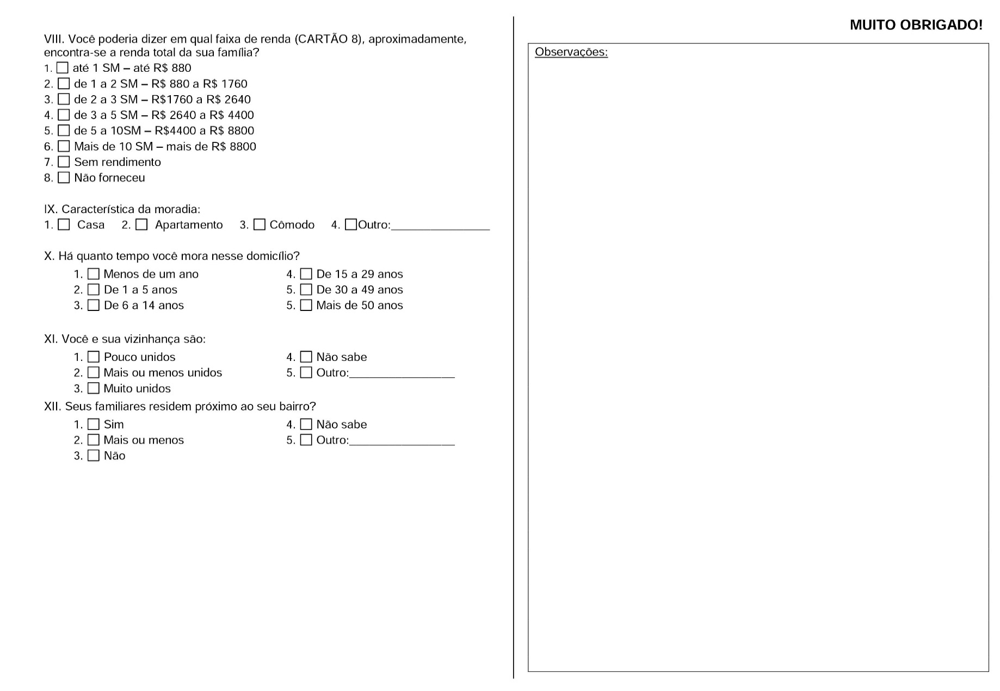 VIII. Você poderia dizer em qual faixa de renda (CARTÃO 8), aproximadamente,
encontra-se a renda total da sua família?
1. ☐ até 1 SM – até R$ 880
2. ☐ de 1 a 2 SM – R$ 880 a R$ 1760
3. ☐ de 2 a 3 SM – R$1760 a R$ 2640
4. ☐ de 3 a 5 SM – R$ 2640 a R$ 4400
5. ☐ de 5 a 10SM – R$4400 a R$ 8800
6. ☐ Mais de 10 SM – mais de R$ 8800
7. ☐ Sem rendimento
8. ☐ Não forneceu
IX. Característica da moradia:
1. ☐ Casa 2. ☐ Apartamento 3. ☐ Cômodo 4. ☐Outro:_______________
X. Há quanto tempo você mora nesse domicílio?
1. ☐ Menos de um ano
2. ☐ De 1 a 5 anos
3. ☐ De 6 a 14 anos
4. ☐ De 15 a 29 anos
5. ☐ De 30 a 49 anos
5. ☐ Mais de 50 anos
XI. Você e sua vizinhança são:
1. ☐ Pouco unidos
2. ☐ Mais ou menos unidos
3. ☐ Muito unidos
4. ☐ Não sabe
5. ☐ Outro:________________
XII. Seus familiares residem próximo ao seu bairro?
1. ☐ Sim
2. ☐ Mais ou menos
3. ☐ Não
4. ☐ Não sabe
5. ☐ Outro:________________
MUITO OBRIGADO!
Observações: